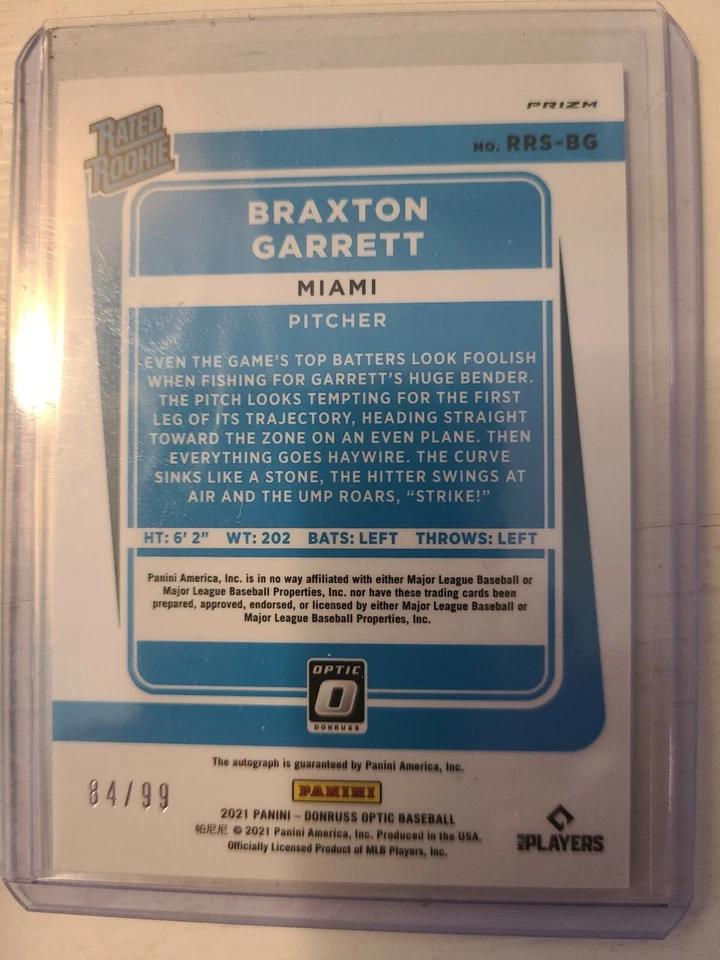 PRIZM
RATED
ROOKIE
NO. RRS-BG
BRAXTON
GARRETT
MIAMI
PITCHER
EVEN THE GAME'S TOP BATTERS LOOK FOOLISH
WHEN FISHING FOR GARRETT'S HUGE BENDER.
THE PITCH LOOKS TEMPTING FOR THE FIRST
LEG OF ITS TRAJECTORY, HEADING STRAIGHT
TOWARD THE ZONE ON AN EVEN PLANE. THEN
EVERYTHING GOES HAYWIRE. THE CURVE
SINKS LIKE A STONE, THE HITTER SWINGS AT
AIR AND THE UMP ROARS, “STRIKE!”
HT: 6' 2" WT: 202 BATS: LEFT THROWS: LEFT
Panini America, Inc. is in no way affiliated with either Major League Baseball or
Major League Baseball Properties, Inc. nor have these trading cards been
prepared, approved, endorsed, or licensed by either Major League Baseball or
Major League Baseball Properties, Inc.
OPTIC
O
DONRUSS
The autograph is guaranteed by Panini America, Inc.
84/99
PANINI
2021 PANINI – DONRUSS OPTIC BASEBALL
帕尼尼 © 2021 Panini America, Inc. Produced in the USA.
Officially Licensed Product of MLB Players, Inc.
MLB PLAYERS